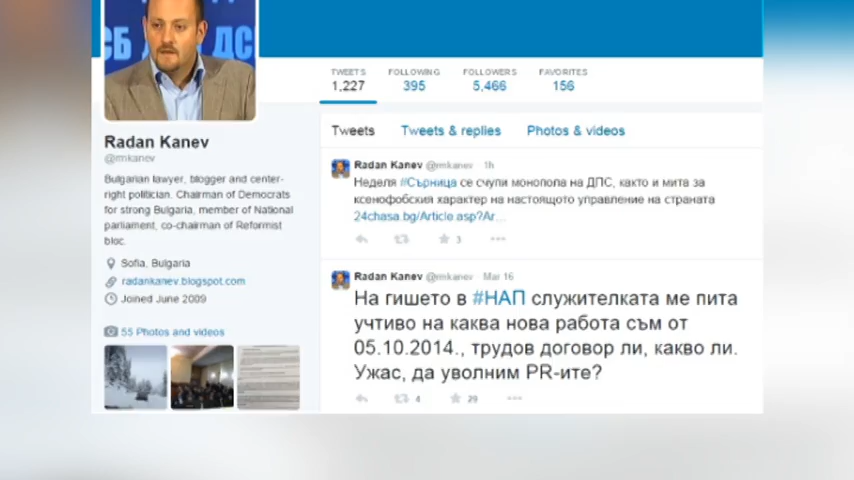 СБ ДСБ ДС
TWEETS FOLLOWING FOLLOWERS FAVORITES
1,227 395 5,466 156
Radan Kanev
@rmkanev
Bulgarian lawyer, blogger and center-
right politician. Chairman of Democrats
for strong Bulgaria, member of National
parliament, co-chairman of Reformist
bloc.
Sofia, Bulgaria
radankanev.blogspot.com
Joined June 2009
55 Photos and videos
Tweets Tweets & replies Photos & videos
Radan Kanev @rmkanev 1h
Неделя #Сърница се счупи монопола на ДПС, както и мита за
ксенофобския характер на настоящото управление на страната
24chasa.bg/Article.asp?Ar...
3
Radan Kanev @rmkanev Mar 16
На гишето в #НАП служителката ме пита
учтиво на каква нова работа съм от
05.10.2014., трудов договор ли, какво ли.
Ужас, да уволним PR-ите?
4 29